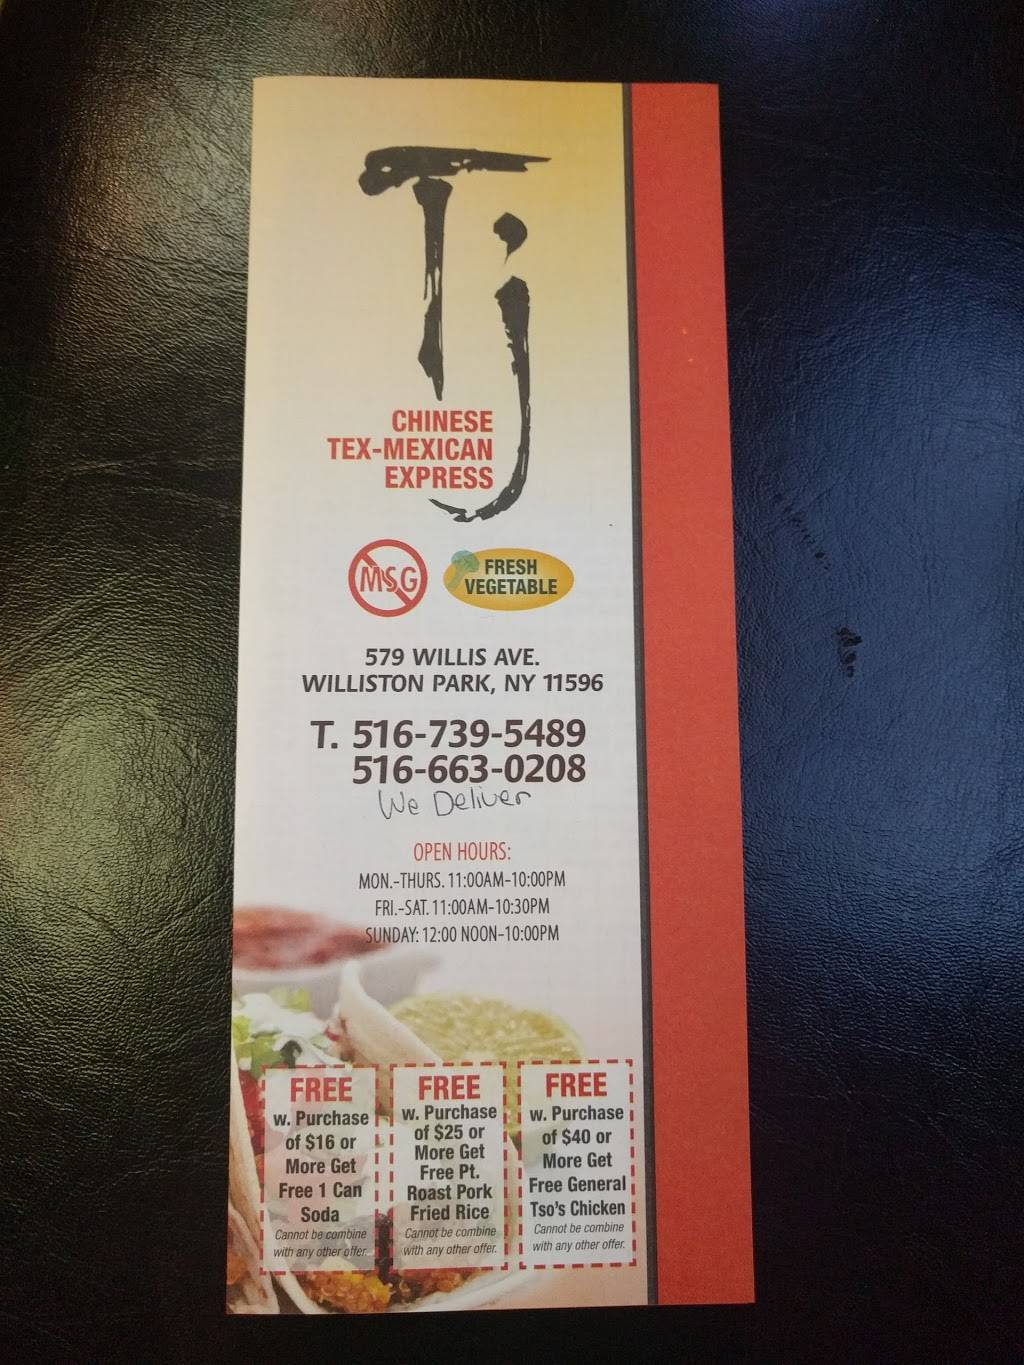 Tj
CHINESE
TEX-MEXICAN
EXPRESS
MSG
FRESH
VEGETABLE
579 WILLIS AVE.
WILLISTON PARK, NY 11596
T. 516-739-5489
516-663-0208
We Deliver
OPEN HOURS:
MON.-THURS. 11:00AM-10:00PM
FRI.-SAT. 11:00AM-10:30PM
SUNDAY: 12:00 NOON-10:00PM
FREE
w. Purchase
of $16 or
More Get
Free 1 Can
Soda
Cannot be combine
with any other offer.
FREE
w. Purchase
of $25 or
More Get
Free Pt.
Roast Pork
Fried Rice
Cannot be combine
with any other offer.
FREE
w. Purchase
of $40 or
More Get
Free General
Tso's Chicken
Cannot be combine
with any other offer.